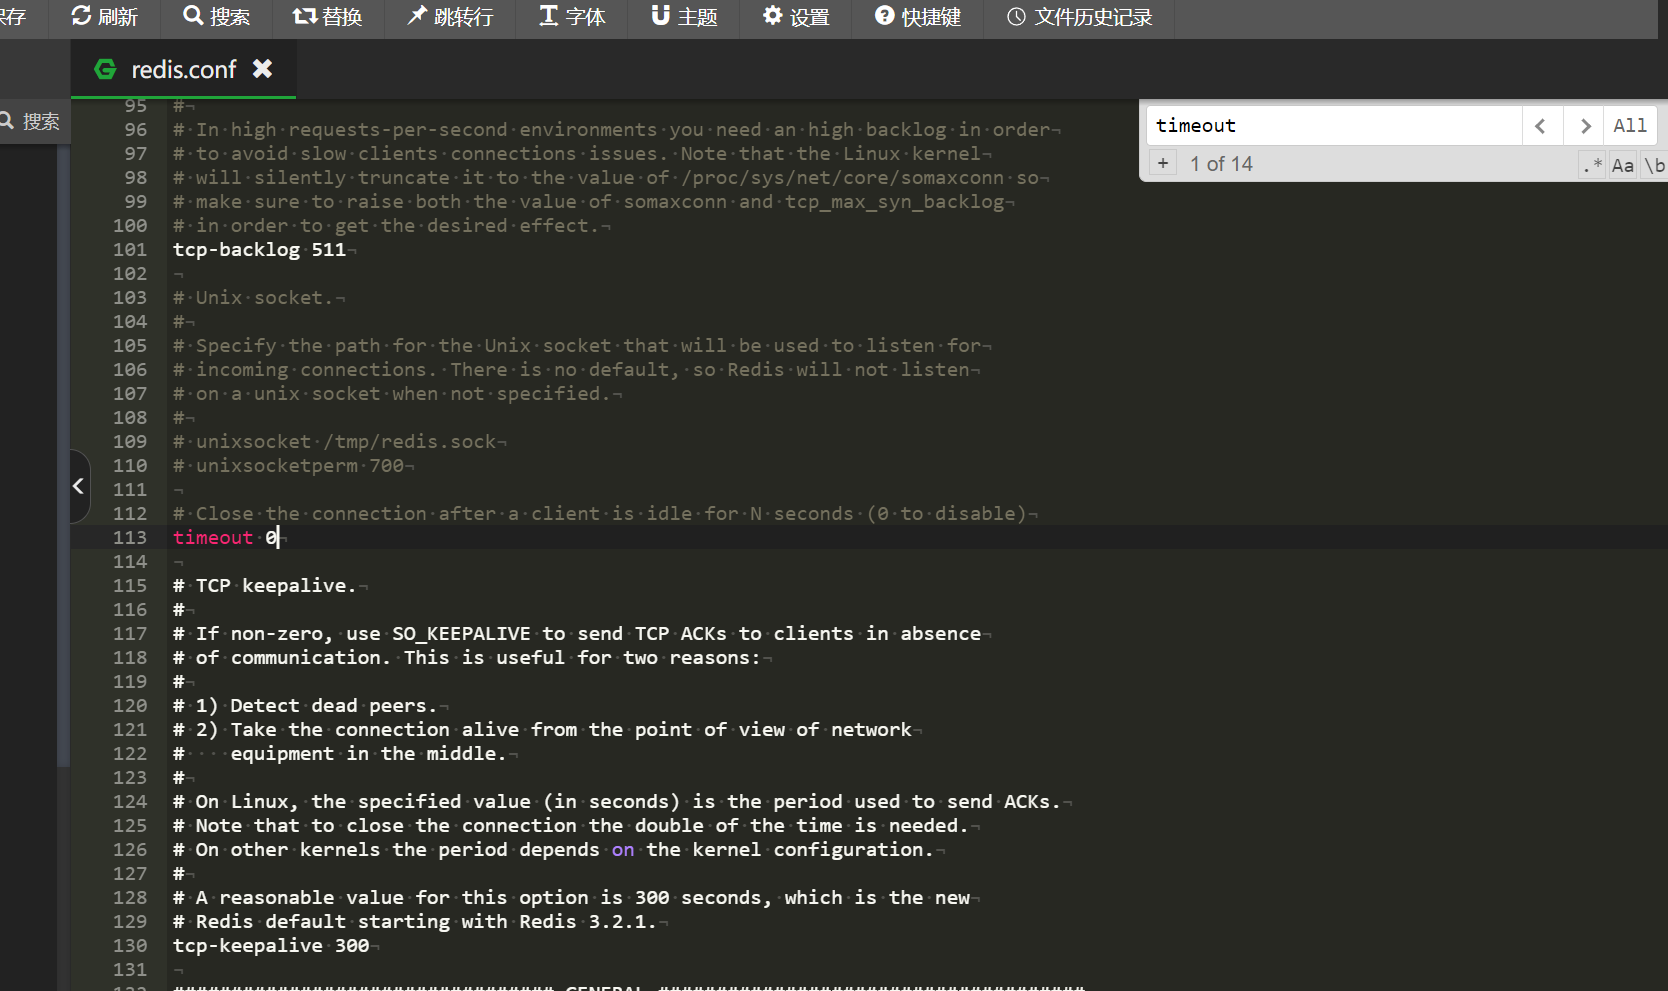 保存 刷新 搜索 替换 跳转行 字体 主题 设置 快捷键 文件历史记录
redis.conf
搜索
timeout All
+ 1 of 14 .* Aa \b
95 #
96 # In high requests-per-second environments you need an high backlog in order
97 # to avoid slow clients connections issues. Note that the Linux kernel
98 # will silently truncate it to the value of /proc/sys/net/core/somaxconn so
99 # make sure to raise both the value of somaxconn and tcp_max_syn_backlog
100 # in order to get the desired effect.
101 tcp-backlog 511
102
103 # Unix socket.
104 #
105 # Specify the path for the Unix socket that will be used to listen for
106 # incoming connections. There is no default, so Redis will not listen
107 # on a unix socket when not specified.
108 #
109 # unixsocket /tmp/redis.sock
110 # unixsocketperm 700
111
112 # Close the connection after a client is idle for N seconds (0 to disable)
113 timeout 0
114
115 # TCP keepalive.
116 #
117 # If non-zero, use SO_KEEPALIVE to send TCP ACKs to clients in absence
118 # of communication. This is useful for two reasons:
119 #
120 # 1) Detect dead peers.
121 # 2) Take the connection alive from the point of view of network
122 #    equipment in the middle.
123 #
124 # On Linux, the specified value (in seconds) is the period used to send ACKs.
125 # Note that to close the connection the double of the time is needed.
126 # On other kernels the period depends on the kernel configuration.
127 #
128 # A reasonable value for this option is 300 seconds, which is the new
129 # Redis default starting with Redis 3.2.1.
130 tcp-keepalive 300
131
132 ################################# GENERAL #####################################